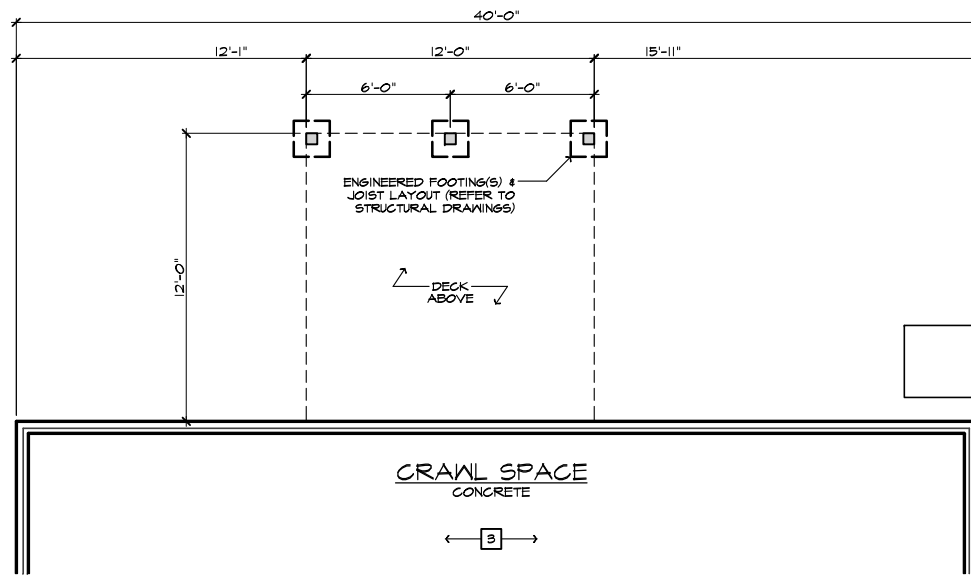 40'-0"
12'-1" 12'-0" 15'-11"
6'-0" 6'-0"
ENGINEERED FOOTING(S) &
JOIST LAYOUT (REFER TO
STRUCTURAL DRAWINGS)
12'-0"
DECK
ABOVE
CRAWL SPACE
CONCRETE
3